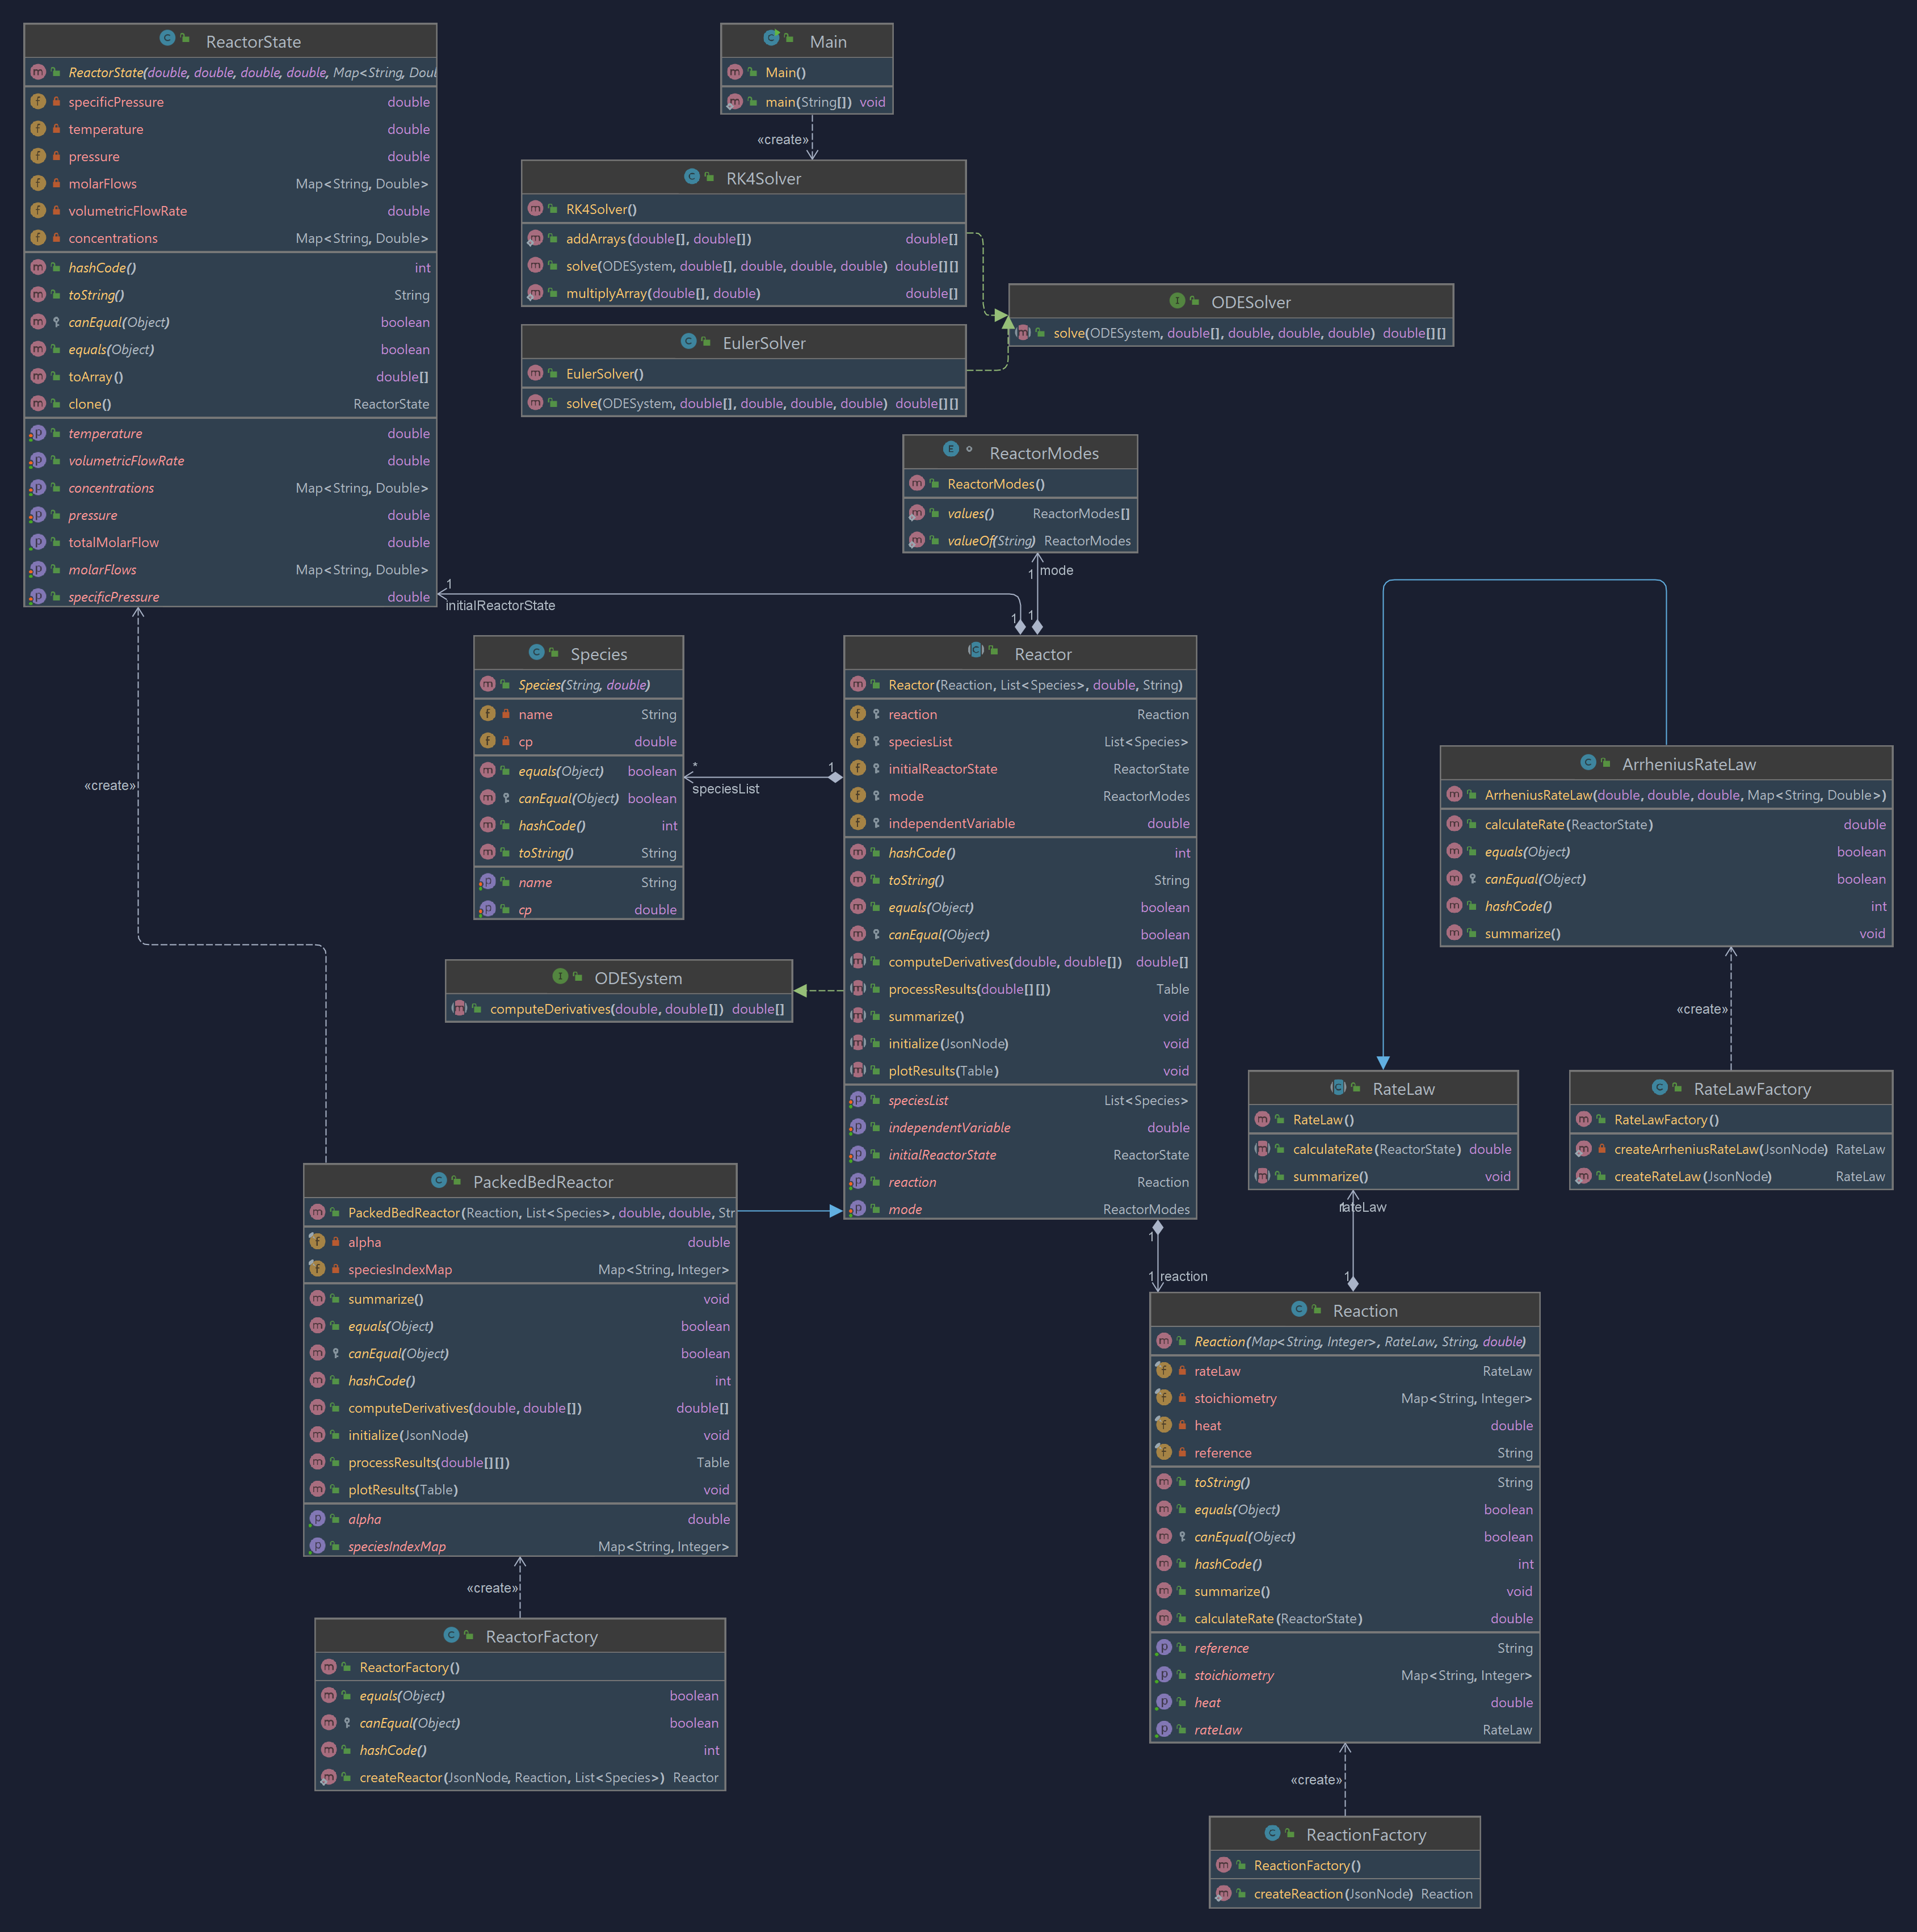 ReactorState
ReactorState(double, double, double, double, Map<String, Doul
specificPressure double
temperature double
pressure double
molarFlows Map<String, Double>
volumetricFlowRate double
concentrations Map<String, Double>
hashCode() int
toString() String
canEqual(Object) boolean
equals(Object) boolean
toArray() double[]
clone() ReactorState
temperature double
volumetricFlowRate double
concentrations Map<String, Double>
pressure double
totalMolarFlow double
molarFlows Map<String, Double>
specificPressure double
Main
Main()
main(String[]) void
«create»
RK4Solver
RK4Solver()
addArrays(double[], double[]) double[]
solve(ODESystem, double[], double, double, double) double[][]
multiplyArray(double[], double) double[]
EulerSolver
EulerSolver()
solve(ODESystem, double[], double, double, double) double[][]
ODESolver
solve(ODESystem, double[], double, double, double) double[][]
ReactorModes
ReactorModes()
values() ReactorModes[]
valueOf(String) ReactorModes
1 mode
1
1
initialReactorState
1
Species
Species(String, double)
name String
cp double
equals(Object) boolean
canEqual(Object) boolean
hashCode() int
toString() String
name String
cp double
* 1
speciesList
Reactor
Reactor(Reaction, List<Species>, double, String)
reaction Reaction
speciesList List<Species>
initialReactorState ReactorState
mode ReactorModes
independentVariable double
hashCode() int
toString() String
equals(Object) boolean
canEqual(Object) boolean
computeDerivatives(double, double[]) double[]
processResults(double[][]) Table
summarize() void
initialize(JsonNode) void
plotResults(Table) void
speciesList List<Species>
independentVariable double
initialReactorState ReactorState
reaction Reaction
mode ReactorModes
ODESystem
computeDerivatives(double, double[]) double[]
ArrheniusRateLaw
ArrheniusRateLaw(double, double, double, Map<String, Double>)
calculateRate(ReactorState) double
equals(Object) boolean
canEqual(Object) boolean
hashCode() int
summarize() void
«create»
RateLaw
RateLaw()
calculateRate(ReactorState) double
summarize() void
RateLawFactory
RateLawFactory()
createArrheniusRateLaw(JsonNode) RateLaw
createRateLaw(JsonNode) RateLaw
«create»
PackedBedReactor
PackedBedReactor(Reaction, List<Species>, double, double, Str
alpha double
speciesIndexMap Map<String, Integer>
summarize() void
equals(Object) boolean
canEqual(Object) boolean
hashCode() int
computeDerivatives(double, double[]) double[]
initialize(JsonNode) void
processResults(double[][]) Table
plotResults(Table) void
alpha double
speciesIndexMap Map<String, Integer>
«create»
ReactorFactory
ReactorFactory()
equals(Object) boolean
canEqual(Object) boolean
hashCode() int
createReactor(JsonNode, Reaction, List<Species>) Reactor
1
1 reaction
rateLaw
1
1
Reaction
Reaction(Map<String, Integer>, RateLaw, String, double)
rateLaw RateLaw
stoichiometry Map<String, Integer>
heat double
reference String
toString() String
equals(Object) boolean
canEqual(Object) boolean
hashCode() int
summarize() void
calculateRate(ReactorState) double
reference String
stoichiometry Map<String, Integer>
heat double
rateLaw RateLaw
«create»
ReactionFactory
ReactionFactory()
createReaction(JsonNode) Reaction